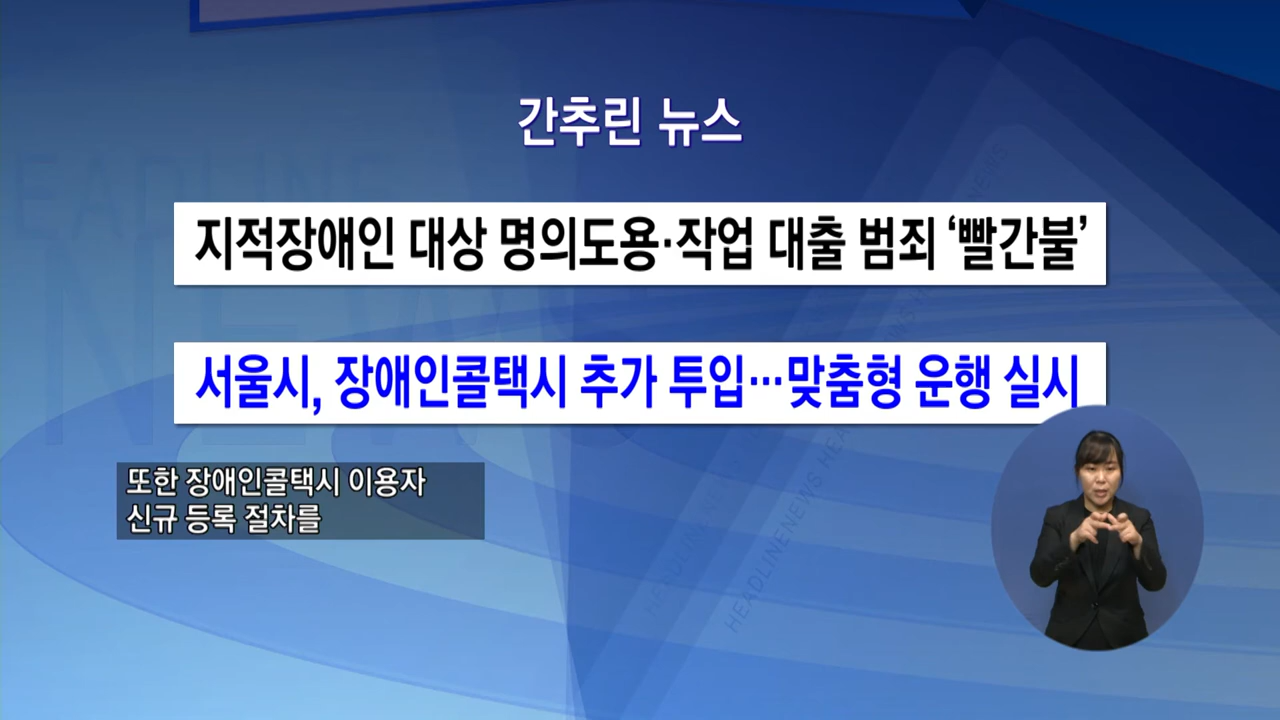 간추린 뉴스
지적장애인 대상 명의도용·작업 대출 범죄 ‘빨간불’
서울시, 장애인콜택시 추가 투입…맞춤형 운행 실시
또한 장애인콜택시 이용자
신규 등록 절차를
HEADLINE
NEWS
HEADLINENEWS